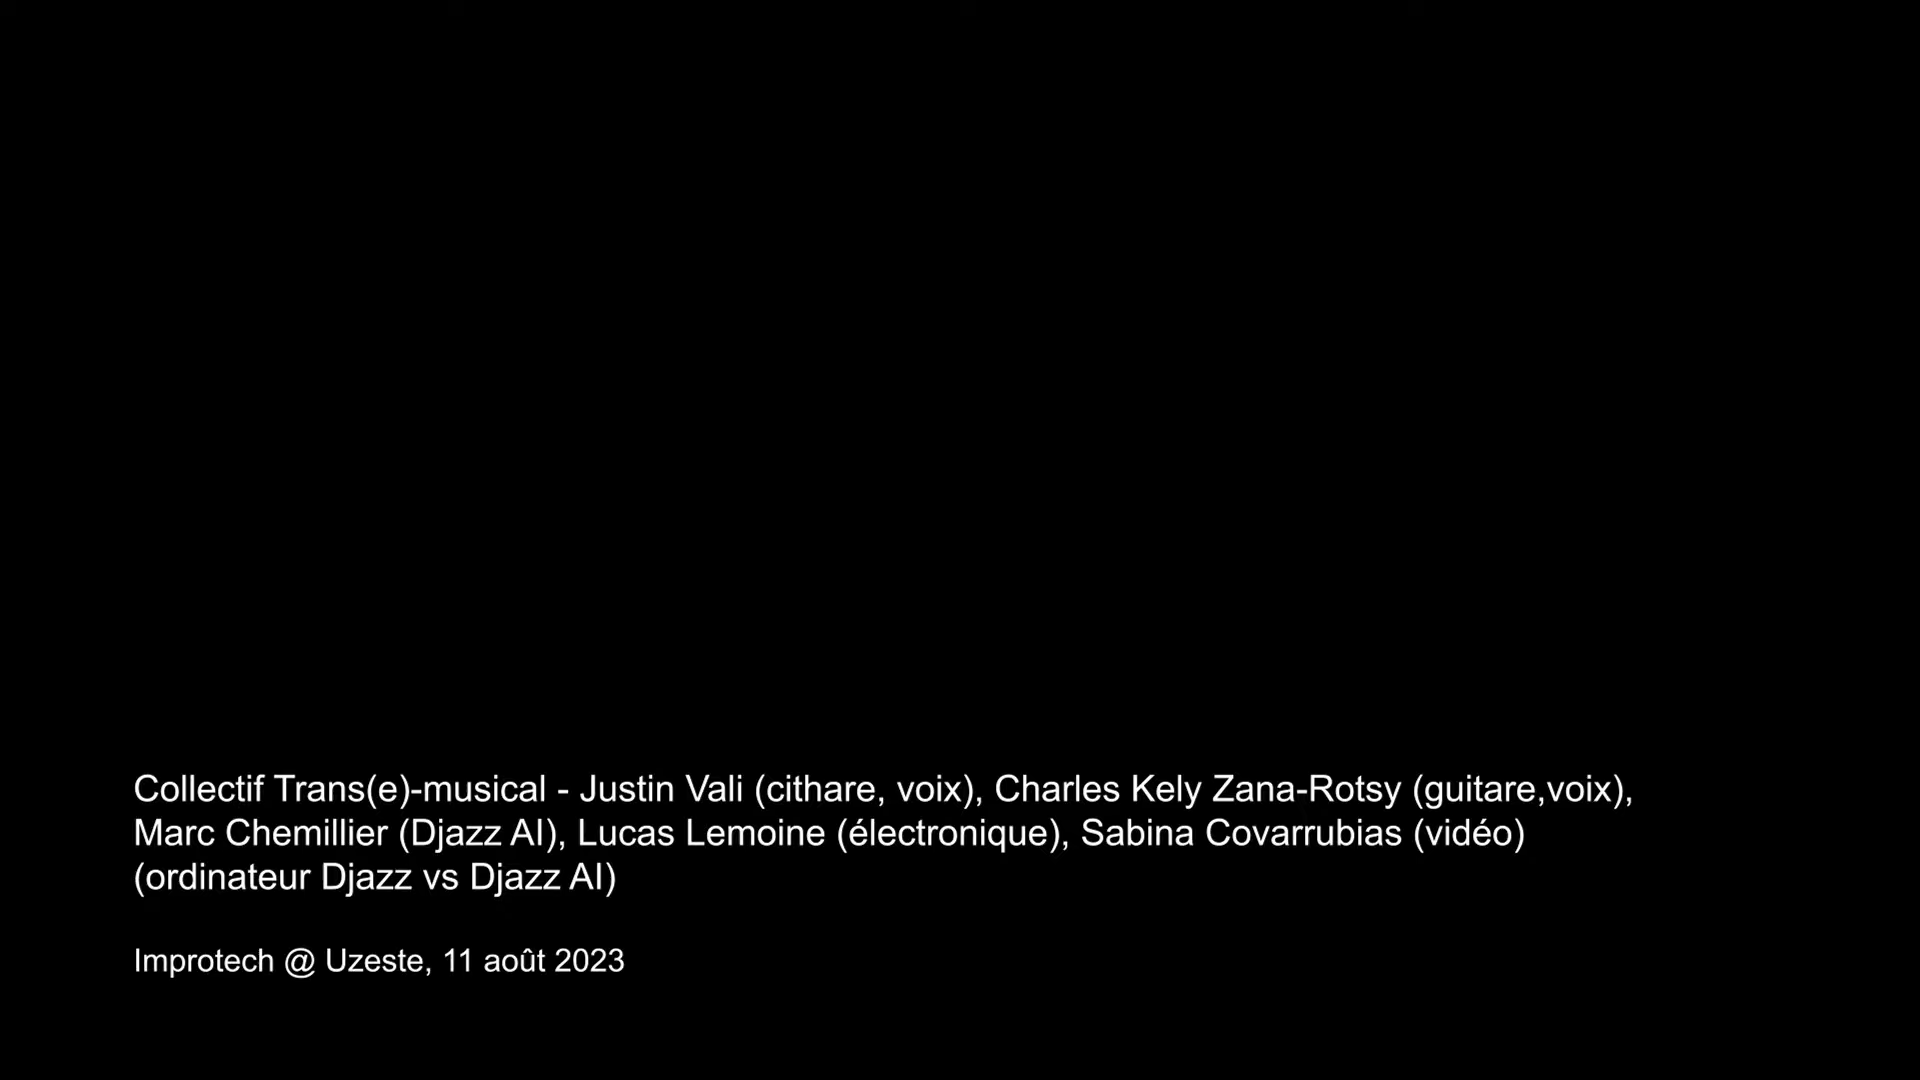 Collectif Trans(e)-musical - Justin Vali (cithare, voix), Charles Kely Zana-Rotsy (guitare,voix),
Marc Chemillier (Djazz AI), Lucas Lemoine (électronique), Sabina Covarrubias (vidéo)
(ordinateur Djazz vs Djazz AI)
Improtech @ Uzeste, 11 août 2023